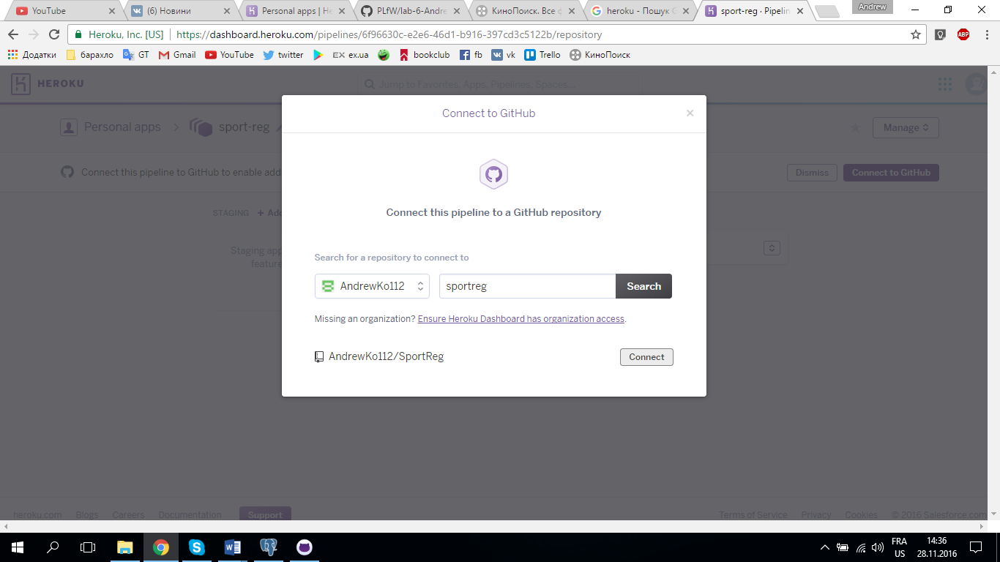 Andrew
YouTube
(6) Новини
Personal apps | He
PLfW/lab-6-Andre
КиноПоиск. Все ф
heroku - Пошук G
sport-reg · Pipelin
Heroku, Inc. [US]
https://dashboard.heroku.com/pipelines/6f96630c-e2e6-46d1-b916-397cd3c5122b/repository
ABP
Додатки
барахло
GT
Gmail
YouTube
twitter
EX ex.ua
bookclub
fb
vk
Trello
КиноПоиск
HEROKU
Jump to Favorites, Apps, Pipelines, Spaces...
Connect to GitHub
Personal apps > sport-reg
Manage
Connect this pipeline to GitHub to enable add
Dismiss
Connect to GitHub
Connect this pipeline to a GitHub repository
STAGING + Add
Staging app
feature
Search for a repository to connect to
AndrewKo112
sportreg
Search
Missing an organization? Ensure Heroku Dashboard has organization access.
AndrewKo112/SportReg
Connect
heroku.com
Blogs
Careers
Documentation
Support
Terms of Service
Privacy
Cookies
© 2016 Salesforce.com
FRA
US
14:36
28.11.2016